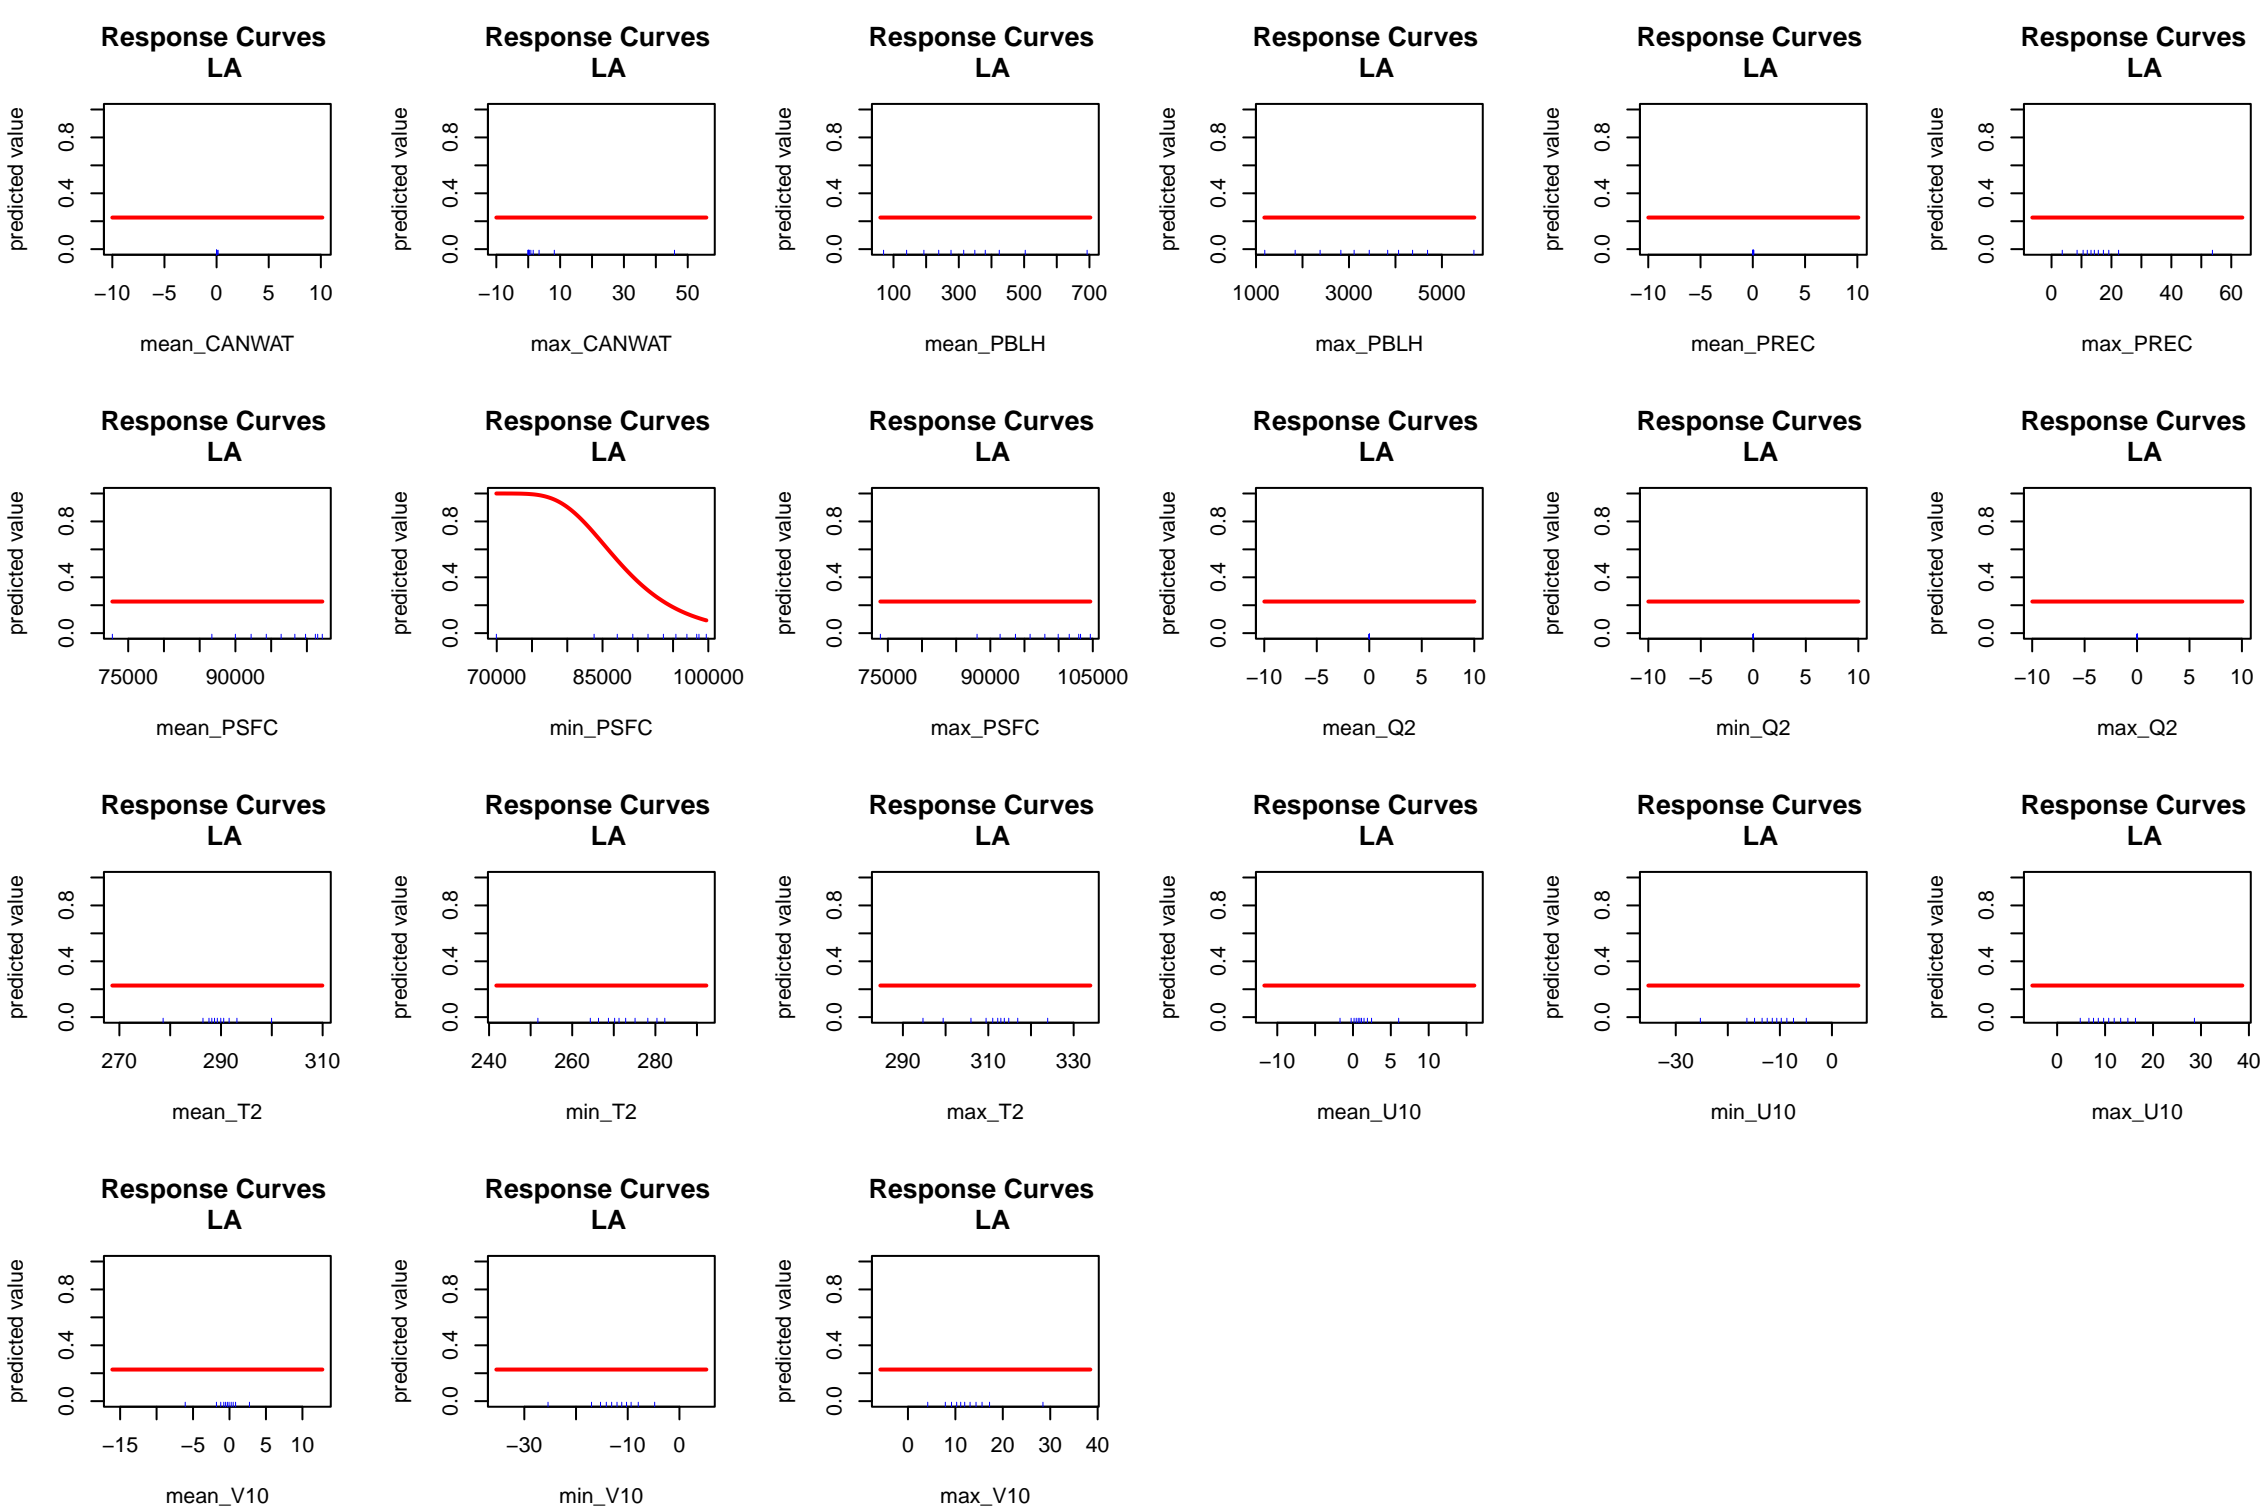 Response Curves
LA
Response Curves
LA
Response Curves
LA
Response Curves
LA
Response Curves
LA
Response Curves
LA
predicted value
0.0 0.4 0.8
−10 −5 0 5 10
mean_CANWAT
predicted value
0.0 0.4 0.8
−10 10 30 50
max_CANWAT
predicted value
0.0 0.4 0.8
100 300 500 700
mean_PBLH
predicted value
0.0 0.4 0.8
1000 3000 5000
max_PBLH
predicted value
0.0 0.4 0.8
−10 −5 0 5 10
mean_PREC
predicted value
0.0 0.4 0.8
0 20 40 60
max_PREC
Response Curves
LA
Response Curves
LA
Response Curves
LA
Response Curves
LA
Response Curves
LA
Response Curves
LA
predicted value
0.0 0.4 0.8
75000 90000
mean_PSFC
predicted value
0.0 0.4 0.8
70000 85000 100000
min_PSFC
predicted value
0.0 0.4 0.8
75000 90000 105000
max_PSFC
predicted value
0.0 0.4 0.8
−10 −5 0 5 10
mean_Q2
predicted value
0.0 0.4 0.8
−10 −5 0 5 10
min_Q2
predicted value
0.0 0.4 0.8
−10 −5 0 5 10
max_Q2
Response Curves
LA
Response Curves
LA
Response Curves
LA
Response Curves
LA
Response Curves
LA
Response Curves
LA
predicted value
0.0 0.4 0.8
270 290 310
mean_T2
predicted value
0.0 0.4 0.8
240 260 280
min_T2
predicted value
0.0 0.4 0.8
290 310 330
max_T2
predicted value
0.0 0.4 0.8
−10 0 5 10
mean_U10
predicted value
0.0 0.4 0.8
−30 −10 0
min_U10
predicted value
0.0 0.4 0.8
0 10 20 30 40
max_U10
Response Curves
LA
Response Curves
LA
Response Curves
LA
predicted value
0.0 0.4 0.8
−15 −5 0 5 10
mean_V10
predicted value
0.0 0.4 0.8
−30 −10 0
min_V10
predicted value
0.0 0.4 0.8
0 10 20 30 40
max_V10